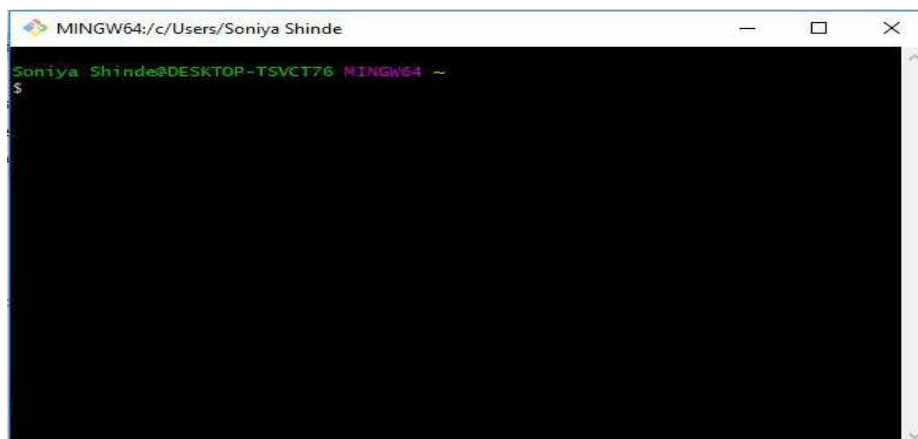 MINGW64:/c/Users/Soniya Shinde
Soniya Shinde@DESKTOP-TSVCT76 MINGW64 ~
$